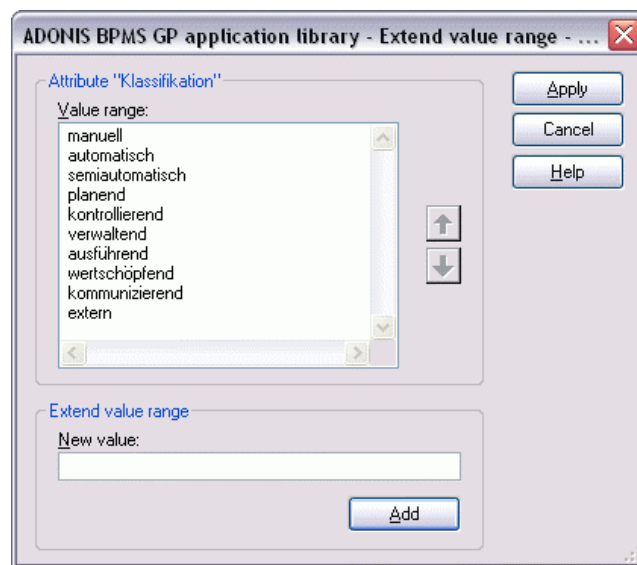 ADONIS BPMS GP application library - Extend value range - ...
Attribute "Klassifikation"
Value range:
manuell
automatisch
semiautomatisch
planend
kontrollierend
verwaltend
ausführend
wertschöpfend
kommunizierend
extern
Apply
Cancel
Help
Extend value range
New value:
Add